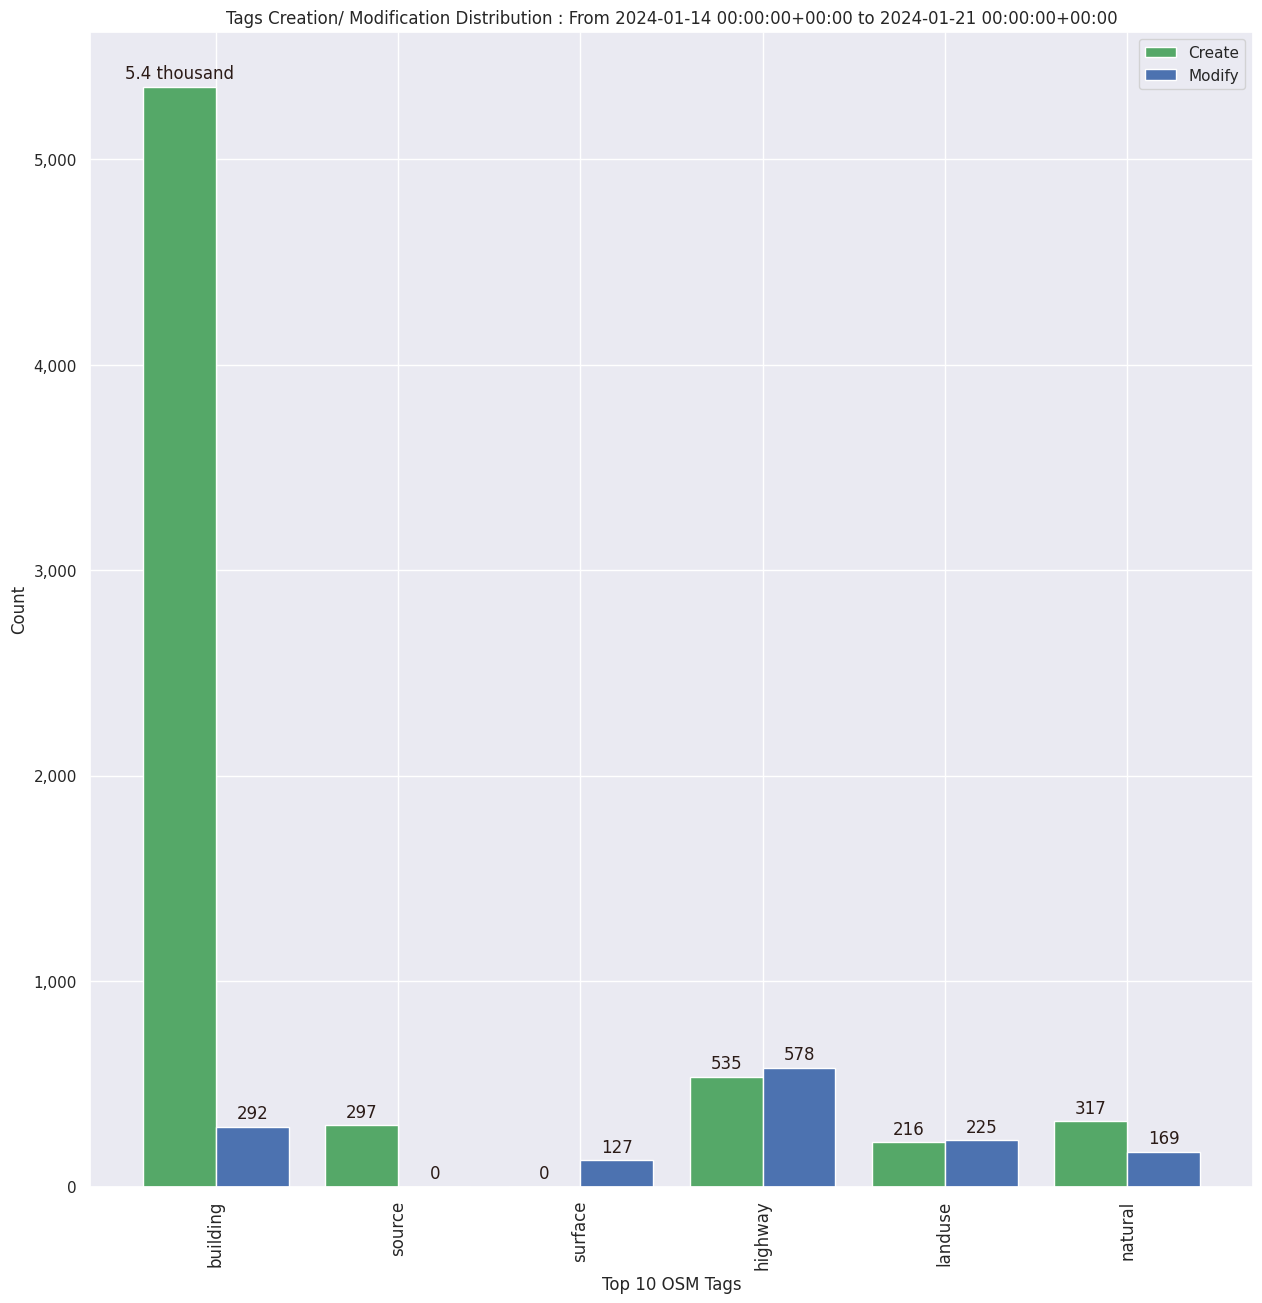 Tags Creation/ Modification Distribution : From 2024-01-14 00:00:00+00:00 to 2024-01-21 00:00:00+00:00
Create
Modify
5.4 thousand
5,000
4,000
3,000
2,000
1,000
0
Count
292
297
0
0
127
535
578
216
225
317
169
building
source
surface
highway
landuse
natural
Top 10 OSM Tags